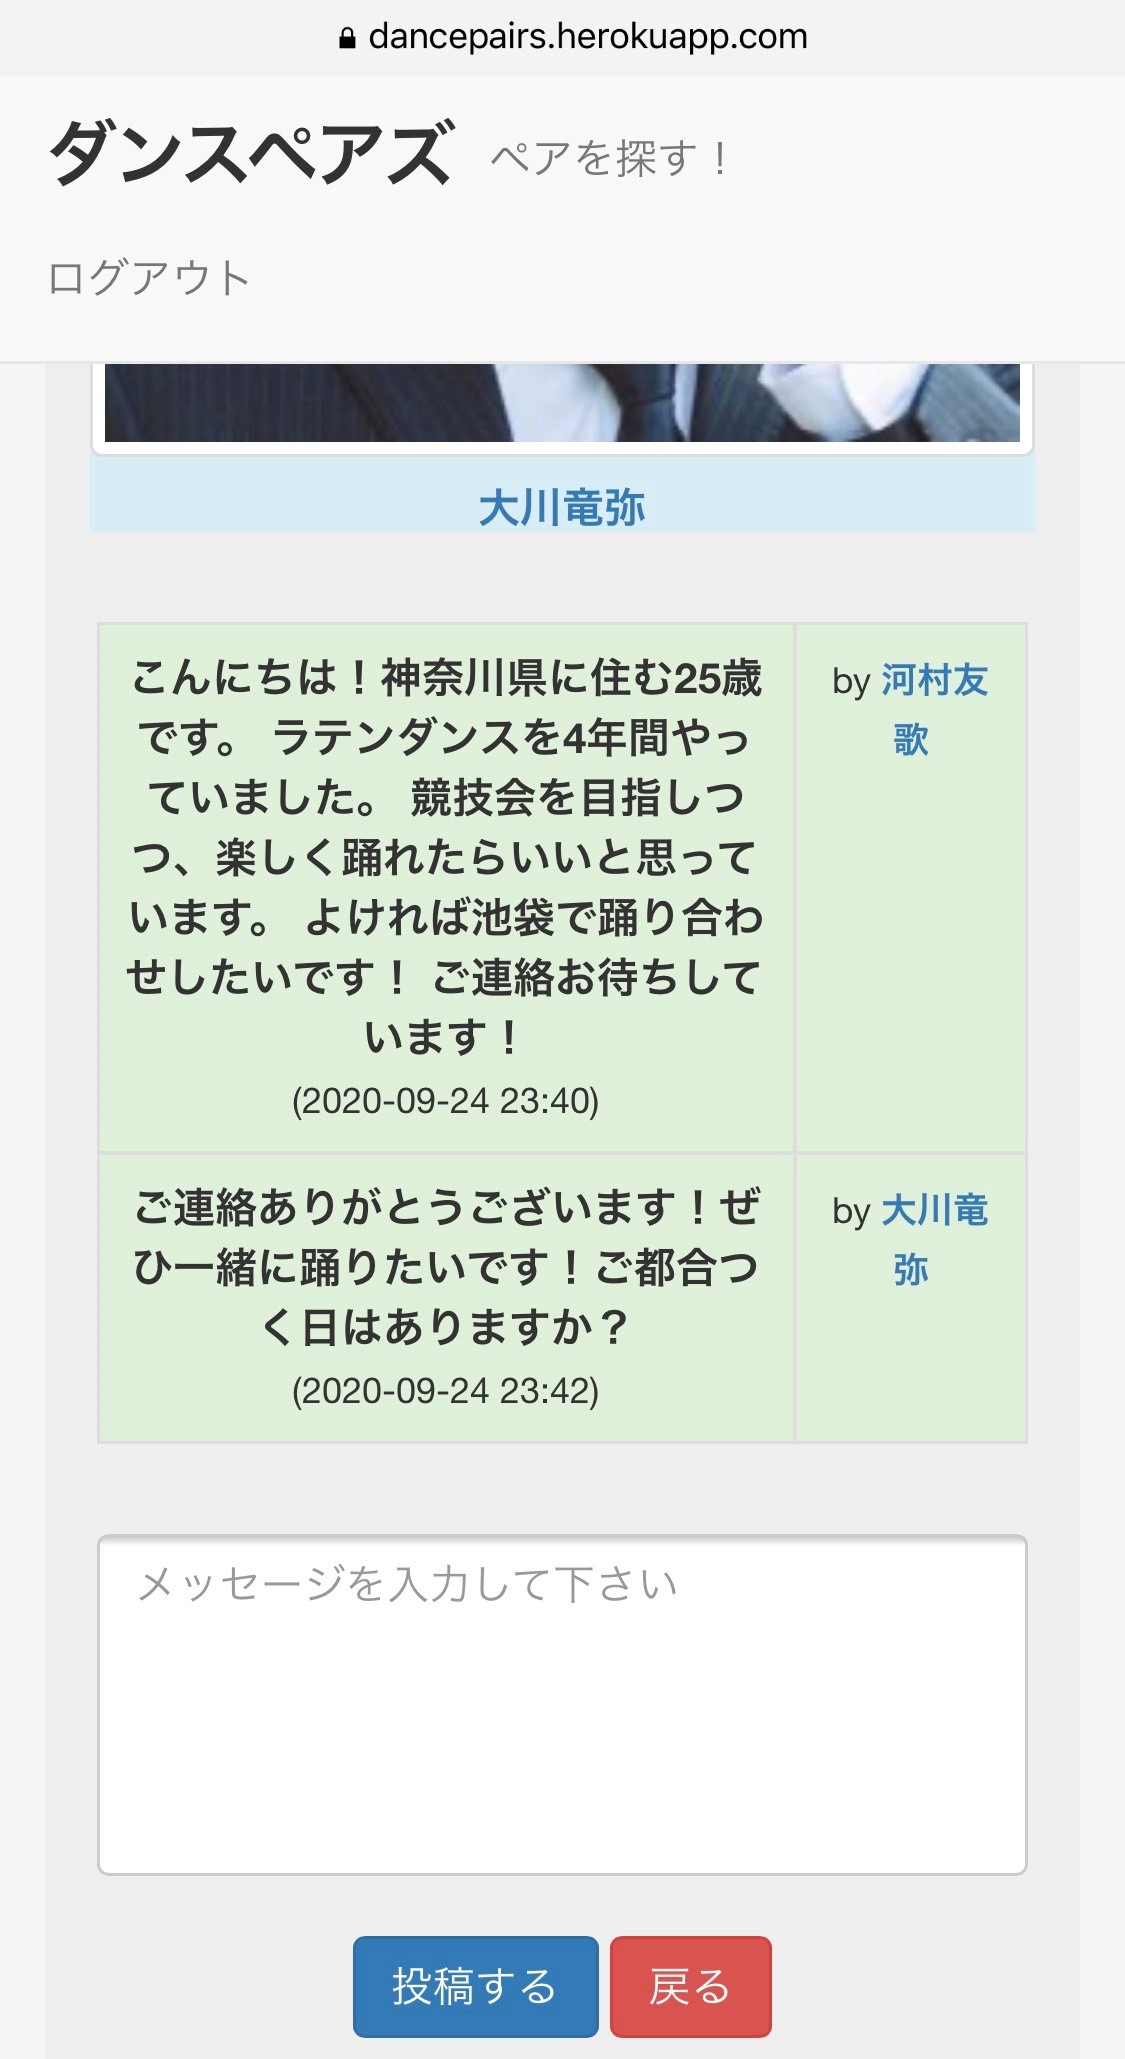 dancepairs.herokuapp.com
ダンスペアズ ペアを探す！
ログアウト
大川竜弥
こんにちは！神奈川県に住む25歳
です。 ラテンダンスを4年間やっ
ていました。 競技会を目指しつ
つ、楽しく踊れたらいいと思って
います。 よければ池袋で踊り合わ
せしたいです！ ご連絡お待ちして
います！
(2020-09-24 23:40)
by 河村友
歌
ご連絡ありがとうございます！ぜ
ひ一緒に踊りたいです！ご都合つ
く日はありますか？
(2020-09-24 23:42)
by 大川竜
弥
メッセージを入力して下さい
投稿する 戻る